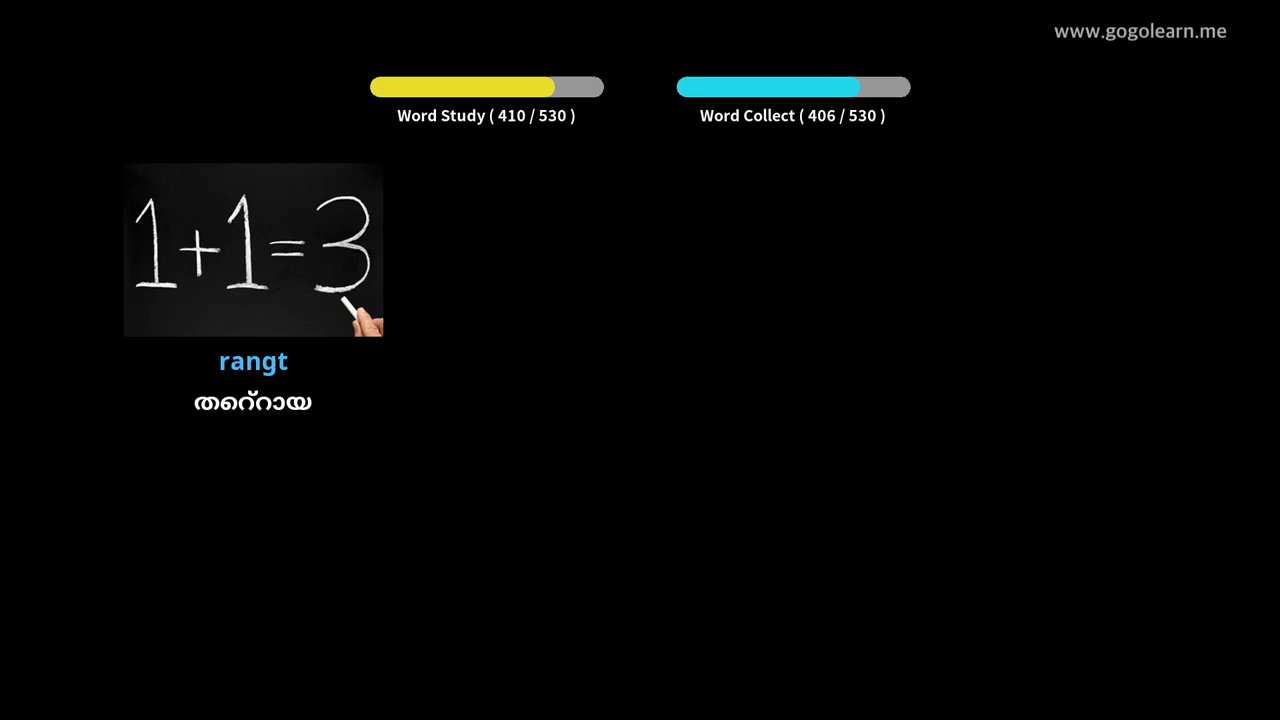 www.gogolearn.me
Word Study ( 410 / 530 )
Word Collect ( 406 / 530 )
1+1=3
rangt
തെറ്റായ